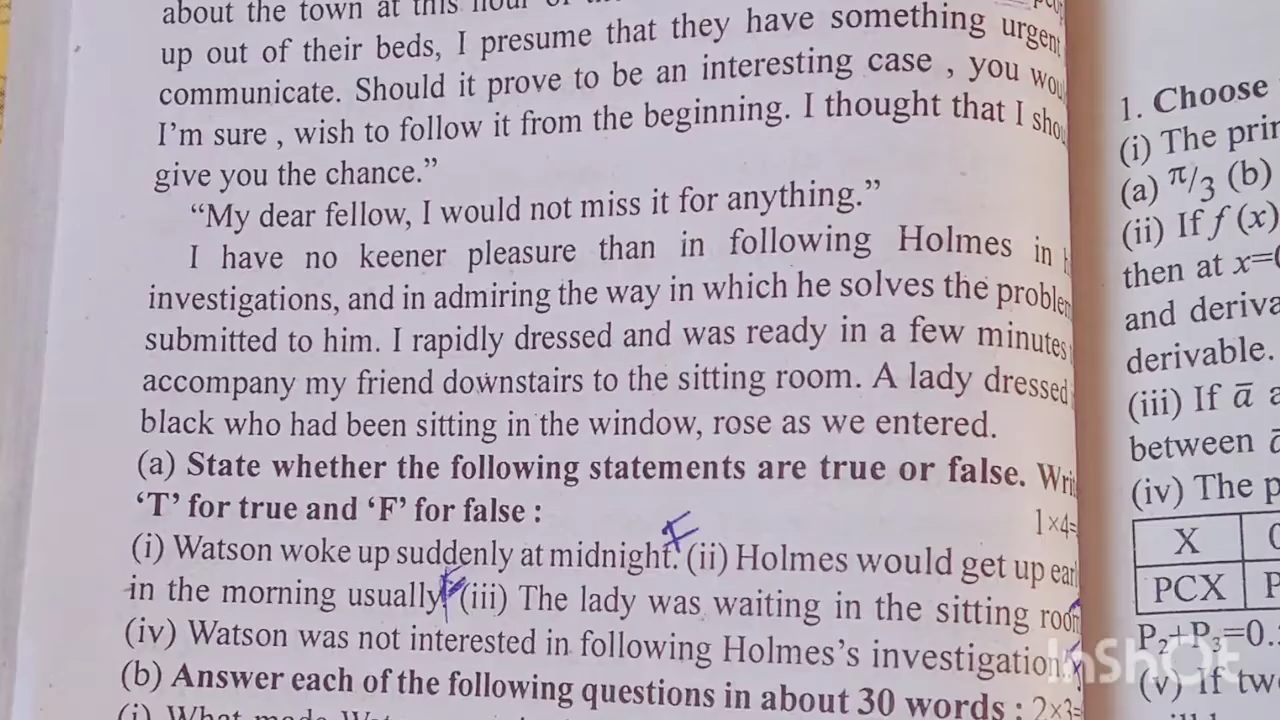 about the town at this hour of
up out of their beds, I presume that they have something urgent
communicate. Should it prove to be an interesting case , you wou
I'm sure , wish to follow it from the beginning. I thought that I shou
give you the chance.”
“My dear fellow, I would not miss it for anything.”
I have no keener pleasure than in following Holmes in h
investigations, and in admiring the way in which he solves the problem
submitted to him. I rapidly dressed and was ready in a few minutes
accompany my friend downstairs to the sitting room. A lady dressed
black who had been sitting in the window, rose as we entered.
(a) State whether the following statements are true or false. Writ
‘T’ for true and ‘F’ for false : 1×4=
(i) Watson woke up suddenly at midnight. F (ii) Holmes would get up earl
in the morning usually F (iii) The lady was waiting in the sitting room
(iv) Watson was not interested in following Holmes's investigation.
(b) Answer each of the following questions in about 30 words : 2×3=
(i) What made
1. Choose
(i) The prin
(a) π/3 (b)
(ii) If f (x)
then at x=0
and deriva
derivable.
(iii) If a̅ a
between a̅
(iv) The p
X
PCX P
P₂+P₃=0.
(v) If two
InShOt